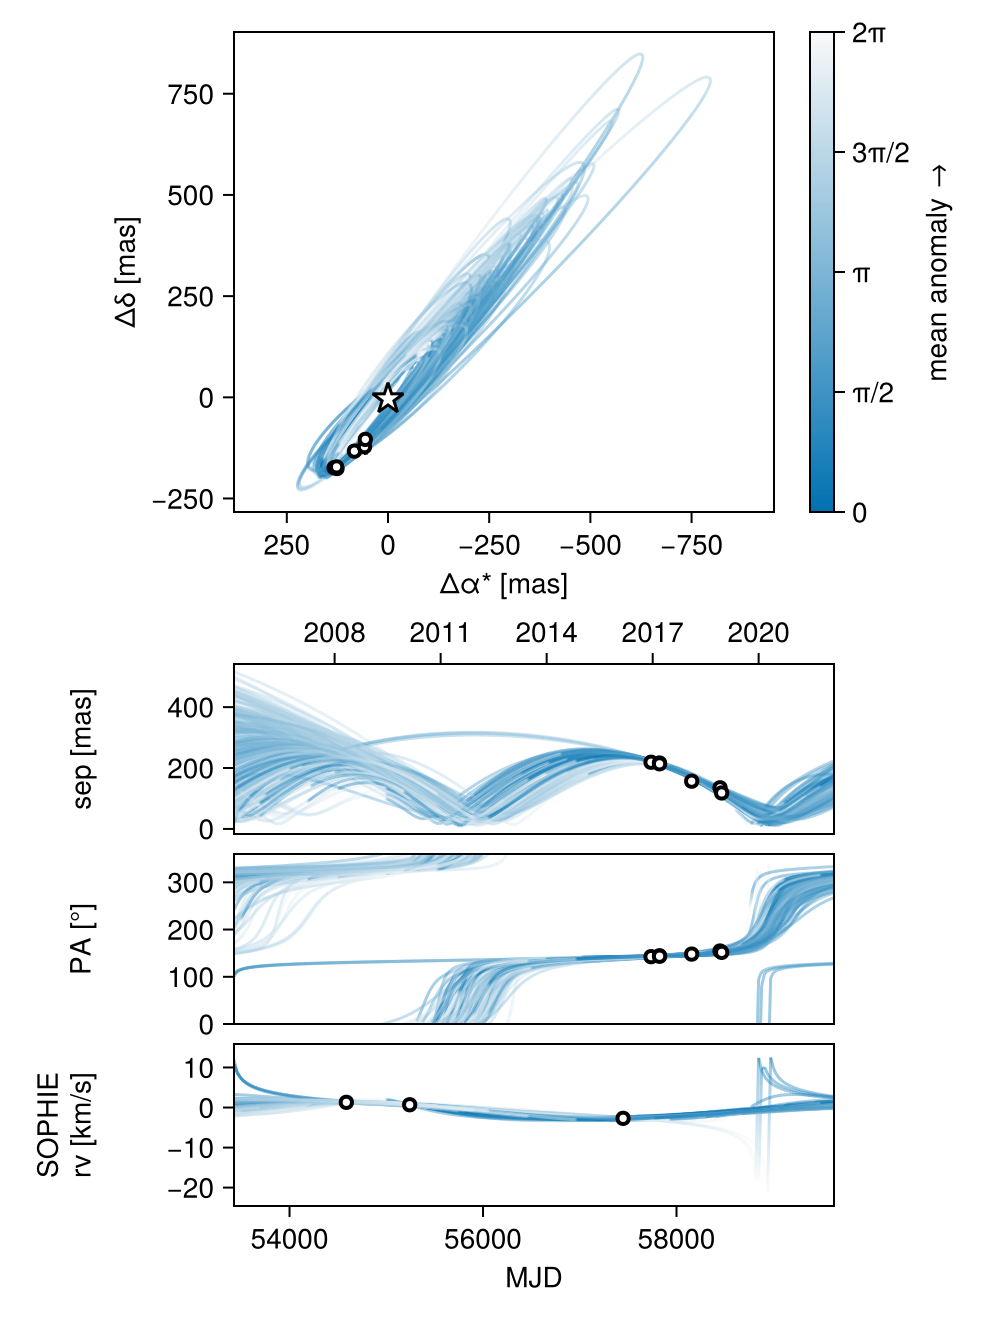 2π
3π/2
π
π/2
0
mean anomaly →
750
500
250
0
−250
Δδ [mas]
250 0 −250 −500 −750
Δα* [mas]
2008 2011 2014 2017 2020
400
200
0
sep [mas]
300
200
100
0
PA [°]
10
0
−10
−20
SOPHIE
rv [km/s]
54000 56000 58000
MJD